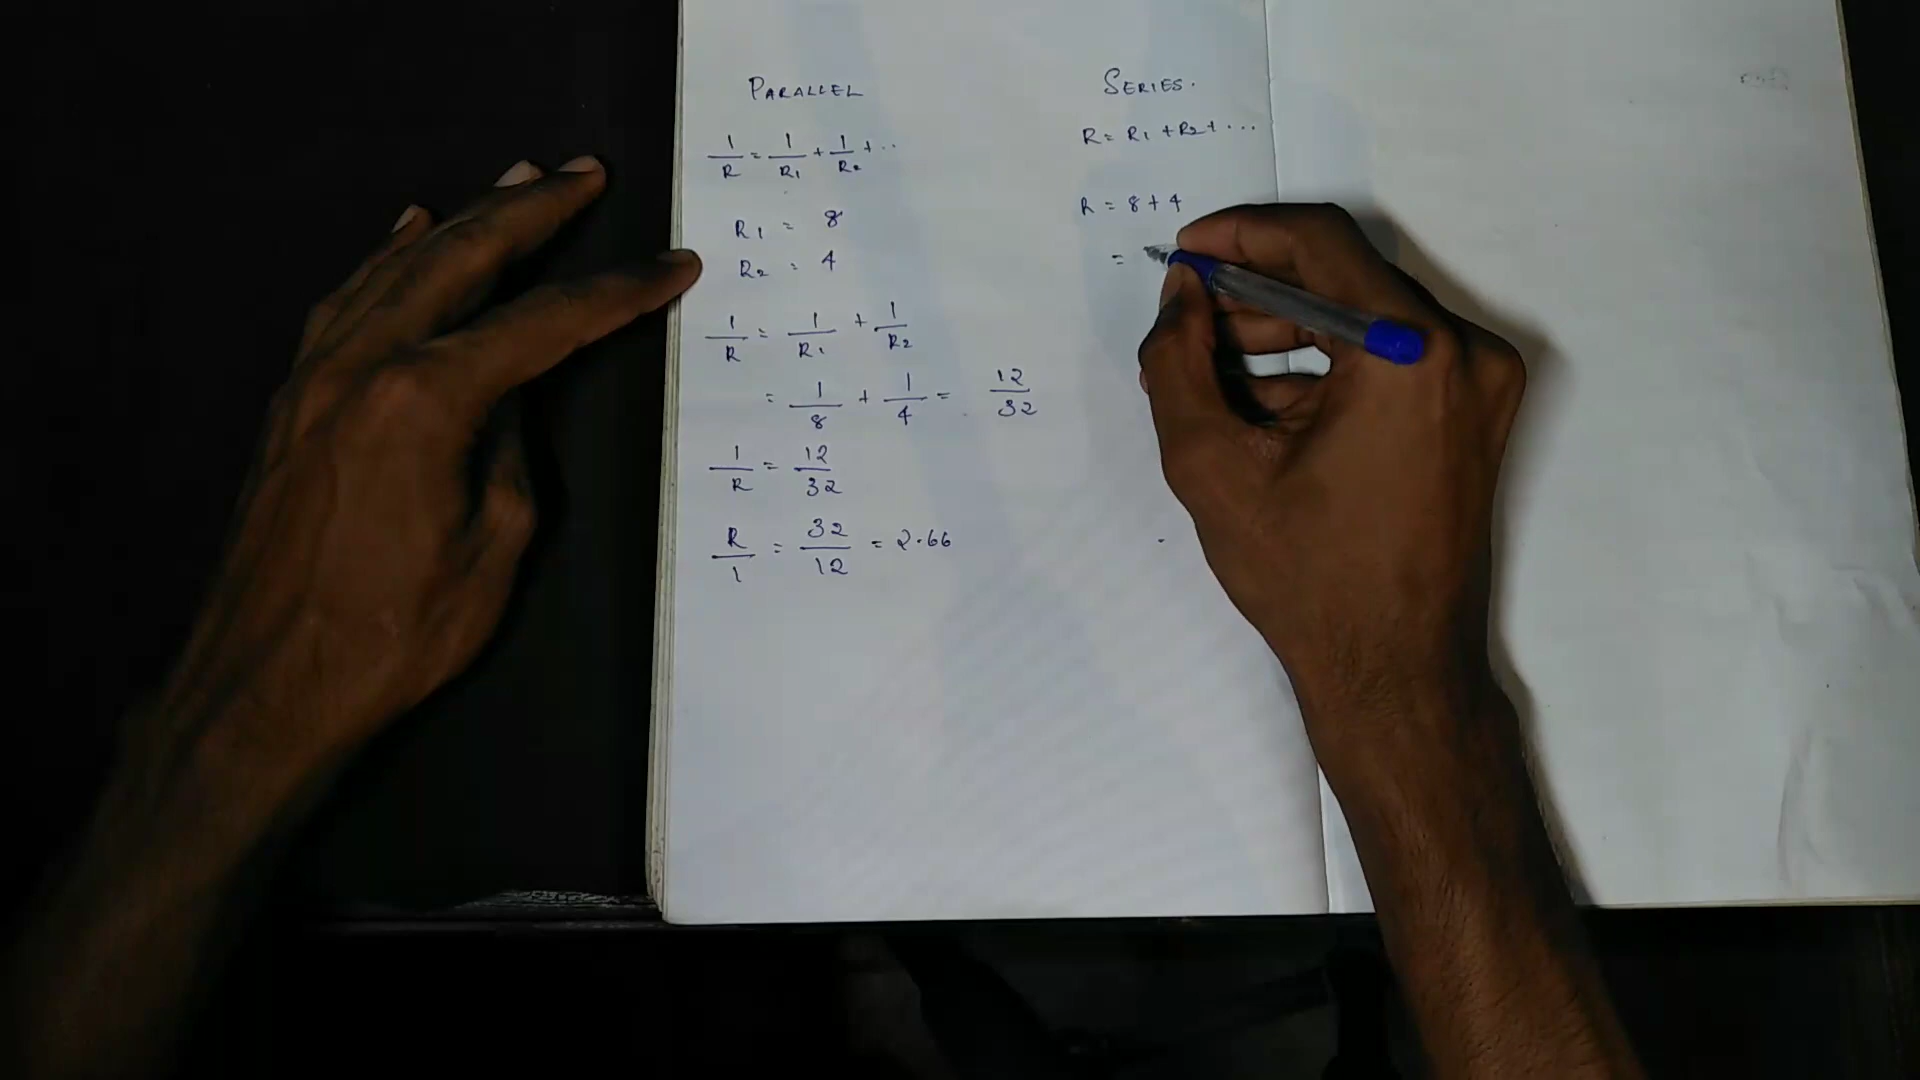 PARALLEL
1/R = 1/R1 + 1/R2 + ..
R1 = 8
R2 = 4
1/R = 1/R1 + 1/R2
= 1/8 + 1/4 = 12/32
1/R = 12/32
R/1 = 32/12 = 2.66
SERIES.
R = R1 + R2 + ...
R = 8 + 4
=